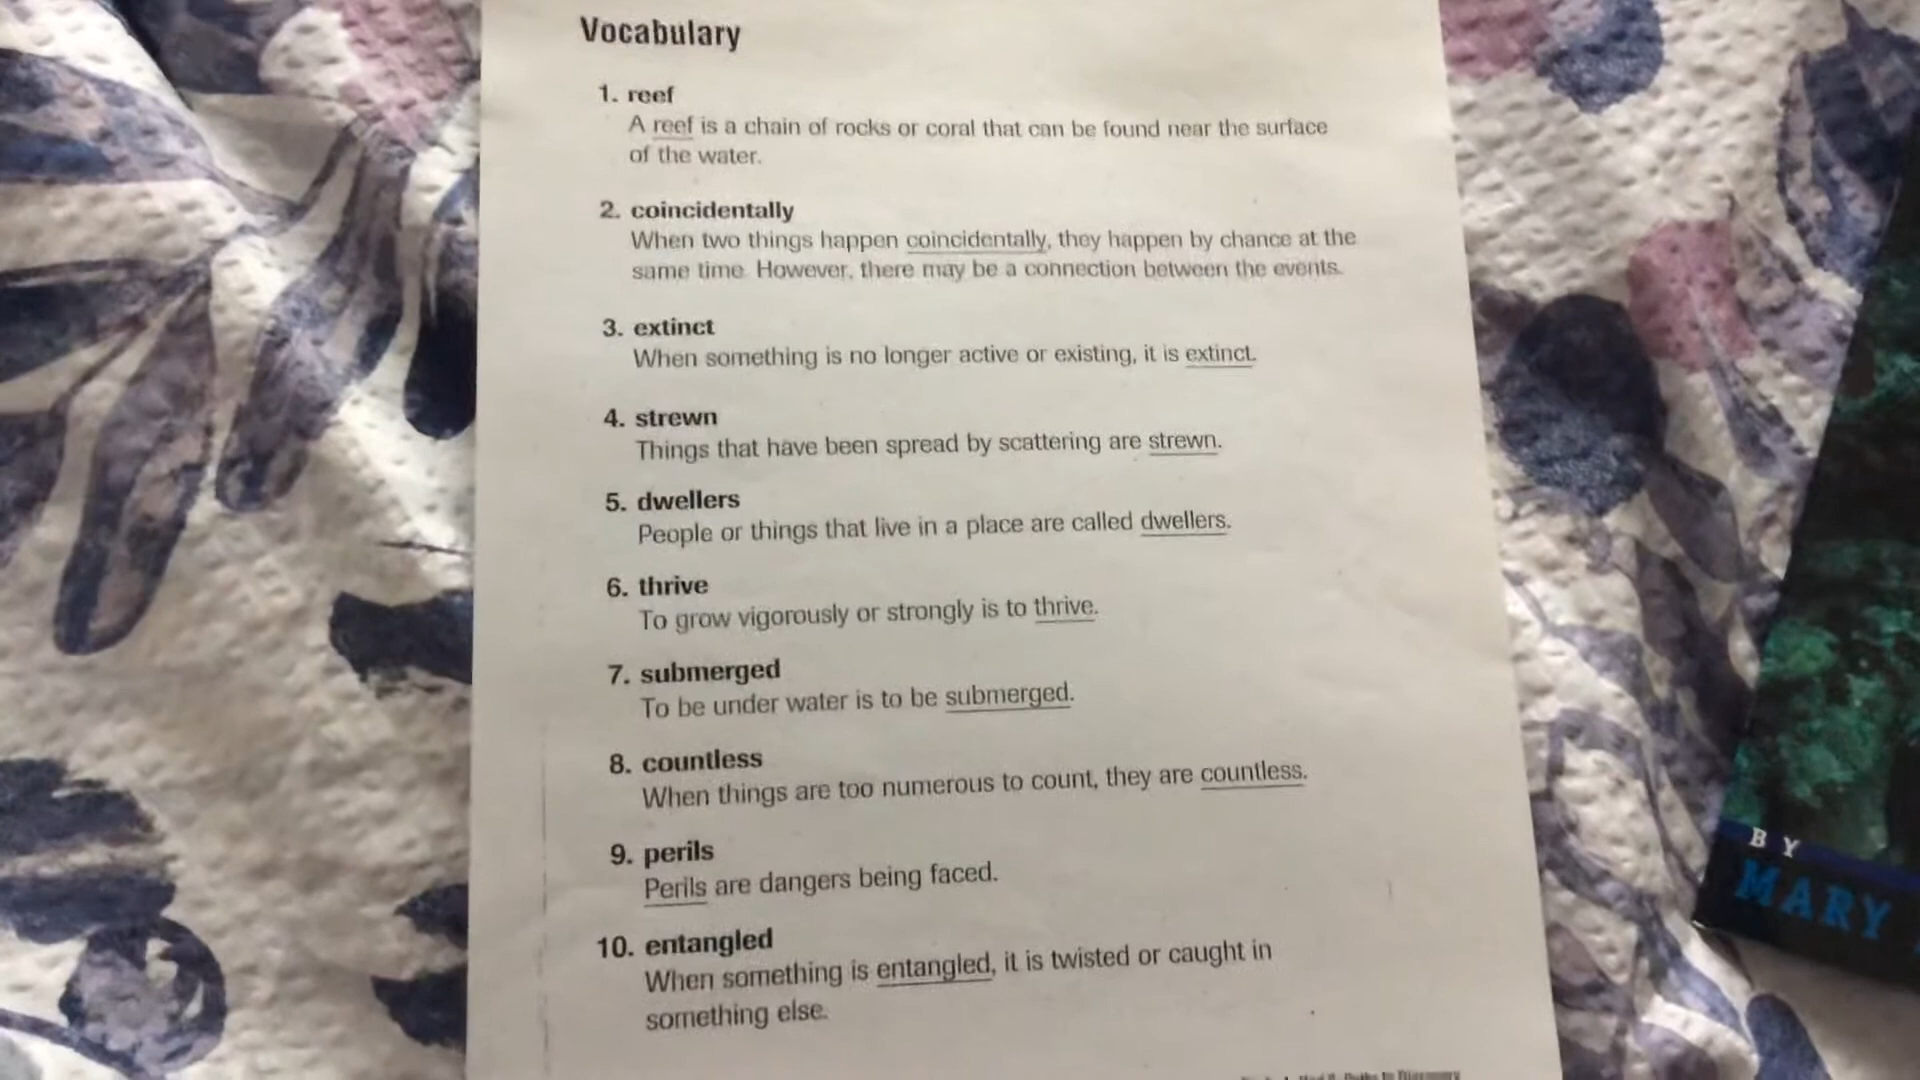 Vocabulary
1. reef
A reef is a chain of rocks or coral that can be found near the surface
of the water.
2. coincidentally
When two things happen coincidentally, they happen by chance at the
same time. However, there may be a connection between the events.
3. extinct
When something is no longer active or existing, it is extinct.
4. strewn
Things that have been spread by scattering are strewn.
5. dwellers
People or things that live in a place are called dwellers.
6. thrive
To grow vigorously or strongly is to thrive.
7. submerged
To be under water is to be submerged.
8. countless
When things are too numerous to count, they are countless.
9. perils
Perils are dangers being faced.
10. entangled
When something is entangled, it is twisted or caught in
something else.
BY
MARY